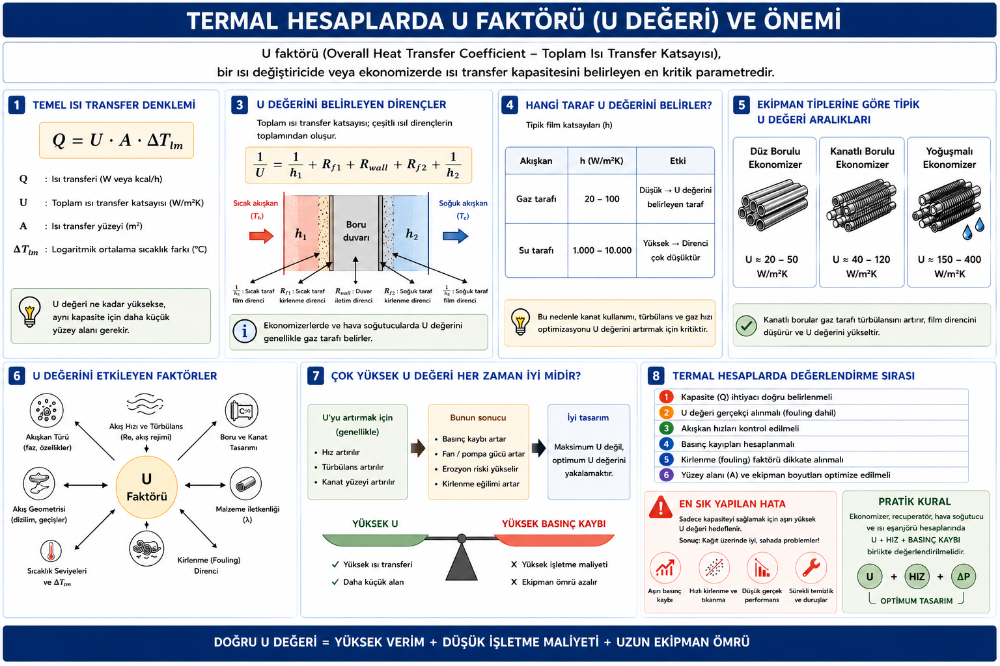 TERMAL HESAPLARDA U FAKTÖRÜ (U DEĞERİ) VE ÖNEMİ
U faktörü (Overall Heat Transfer Coefficient – Toplam Isı Transfer Katsayısı),
bir ısı değiştiricide veya ekonomizerde ısı transfer kapasitesini belirleyen en kritik parametredir.
1 TEMEL ISI TRANSFER DENKLEMİ
Q = U · A · ΔT_lm
Q : Isı transferi (W veya kcal/h)
U : Toplam ısı transfer katsayısı (W/m²K)
A : Isı transfer yüzeyi (m²)
ΔT_lm : Logaritmik ortalama sıcaklık farkı (°C)
U değeri ne kadar yüksekse,
aynı kapasite için daha küçük
yüzey alanı gerekir.
3 U DEĞERİNİ BELİRLEYEN DİRENÇLER
Toplam ısı transfer katsayısı; çeşitli ısıl dirençlerin
toplamından oluşur.
1/U = 1/h₁ + R_f1 + R_wall + R_f2 + 1/h₂
Sıcak akışkan
(T_h)
h₁
Boru
duvarı
h₂
Soğuk akışkan
(T_c)
: Sıcak taraf
film direnci
R_f1 : Sıcak taraf
kirlenme direnci
R_wall : Duvar
iletim direnci
R_f2 : Soğuk taraf
kirlenme direnci
: Soğuk taraf
film direnci
Ekonomizerlerde ve hava soğutucularda U değerini
genellikle gaz tarafı belirler.
4 HANGİ TARAF U DEĞERİNİ BELİRLER?
Tipik film katsayıları (h)
Akışkan h (W/m²K) Etki
Gaz tarafı 20 – 100 Düşük → U değerini
belirleyen taraf
Su tarafı 1.000 – 10.000 Yüksek → Direnci
çok düşüktür
Bu nedenle kanat kullanımı, türbülans ve gaz hızı
optimizasyonu U değerini artırmak için kritiktir.
5 EKİPMAN TİPLERİNE GÖRE TİPİK
U DEĞERİ ARALIKLARI
Düz Borulu
Ekonomizer
U ≈ 20 – 50
W/m²K
Kanatlı Borulu
Ekonomizer
U ≈ 40 – 120
W/m²K
Yoğuşmalı
Ekonomizer
U ≈ 150 – 400
W/m²K
Kanatlı borular gaz tarafı türbülansını artırır, film direncini
düşürür ve U değerini yükseltir.
6 U DEĞERİNİ ETKİLEYEN FAKTÖRLER
Akışkan Türü
(faz, özellikler)
Akış Hızı ve Türbülans
(Re, akış rejimi)
Boru ve Kanat
Tasarımı
U
Faktörü
Akış Geometrisi
(dizilim, geçişler)
Malzeme iletkenliği
(λ)
Sıcaklık Seviyeleri
ve ΔT_lm
Kirlenme (Fouling)
Direnci
7 ÇOK YÜKSEK U DEĞERİ HER ZAMAN İYİ MİDİR?
U'yu artırmak için
(genellikle)
• Hız artırılır
• Türbülans artırılır
• Kanat yüzeyi artırılır
Bunun sonucu
• Basınç kaybı artar
• Fan / pompa gücü artar
• Erozyon riski yükselir
• Kirlenme eğilimi artar
İyi tasarım
Maksimum U değil,
optimum U değerini
yakalamaktır.
YÜKSEK U
✓ Yüksek ısı transferi
✓ Daha küçük alan
YÜKSEK BASINÇ KAYBI
X Yüksek işletme maliyeti
X Ekipman ömrü azalır
8 TERMAL HESAPLARDA DEĞERLENDİRME SIRASI
1 Kapasite (Q) ihtiyacı doğru belirlenmeli
2 U değeri gerçekçi alınmalı (fouling dahil)
3 Akışkan hızları kontrol edilmeli
4 Basınç kayıpları hesaplanmalı
5 Kirlenme (fouling) faktörü dikkate alınmalı
6 Yüzey alanı (A) ve ekipman boyutları optimize edilmeli
EN SIK YAPILAN HATA
Sadece kapasiteyi sağlamak için aşırı yüksek
U değeri hedeflenir.
Sonuç: Kağıt üzerinde iyi, sahada problemler!
Aşırı basınç
kaybı
Hızlı kirlenme ve
tıkanma
Düşük gerçek
performans
Sürekli temizlik
ve duruşlar
PRATİK KURAL
Ekonomizer, recuperatör, hava soğutucu
ve ısı eşanjörü hesaplarında
U + HIZ + BASINÇ KAYBI
birlikte değerlendirilmelidir.
U + HIZ + ΔP
OPTIMUM TASARIM
DOĞRU U DEĞERİ = YÜKSEK VERİM + DÜŞÜK İŞLETME MALİYETİ + UZUN EKİPMAN ÖMRÜ